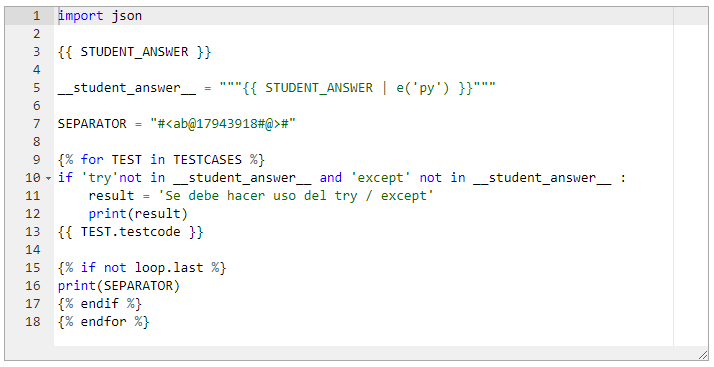 1 import json
2
3 {{ STUDENT_ANSWER }}
4
5 __student_answer__ = """{{ STUDENT_ANSWER | e('py') }}"""
6
7 SEPARATOR = "#<ab@17943918#@>#"
8
9 {% for TEST in TESTCASES %}
10 if 'try'not in __student_answer__ and 'except' not in __student_answer__ :
11     result = 'Se debe hacer uso del try / except'
12     print(result)
13 {{ TEST.testcode }}
14
15 {% if not loop.last %}
16 print(SEPARATOR)
17 {% endif %}
18 {% endfor %}